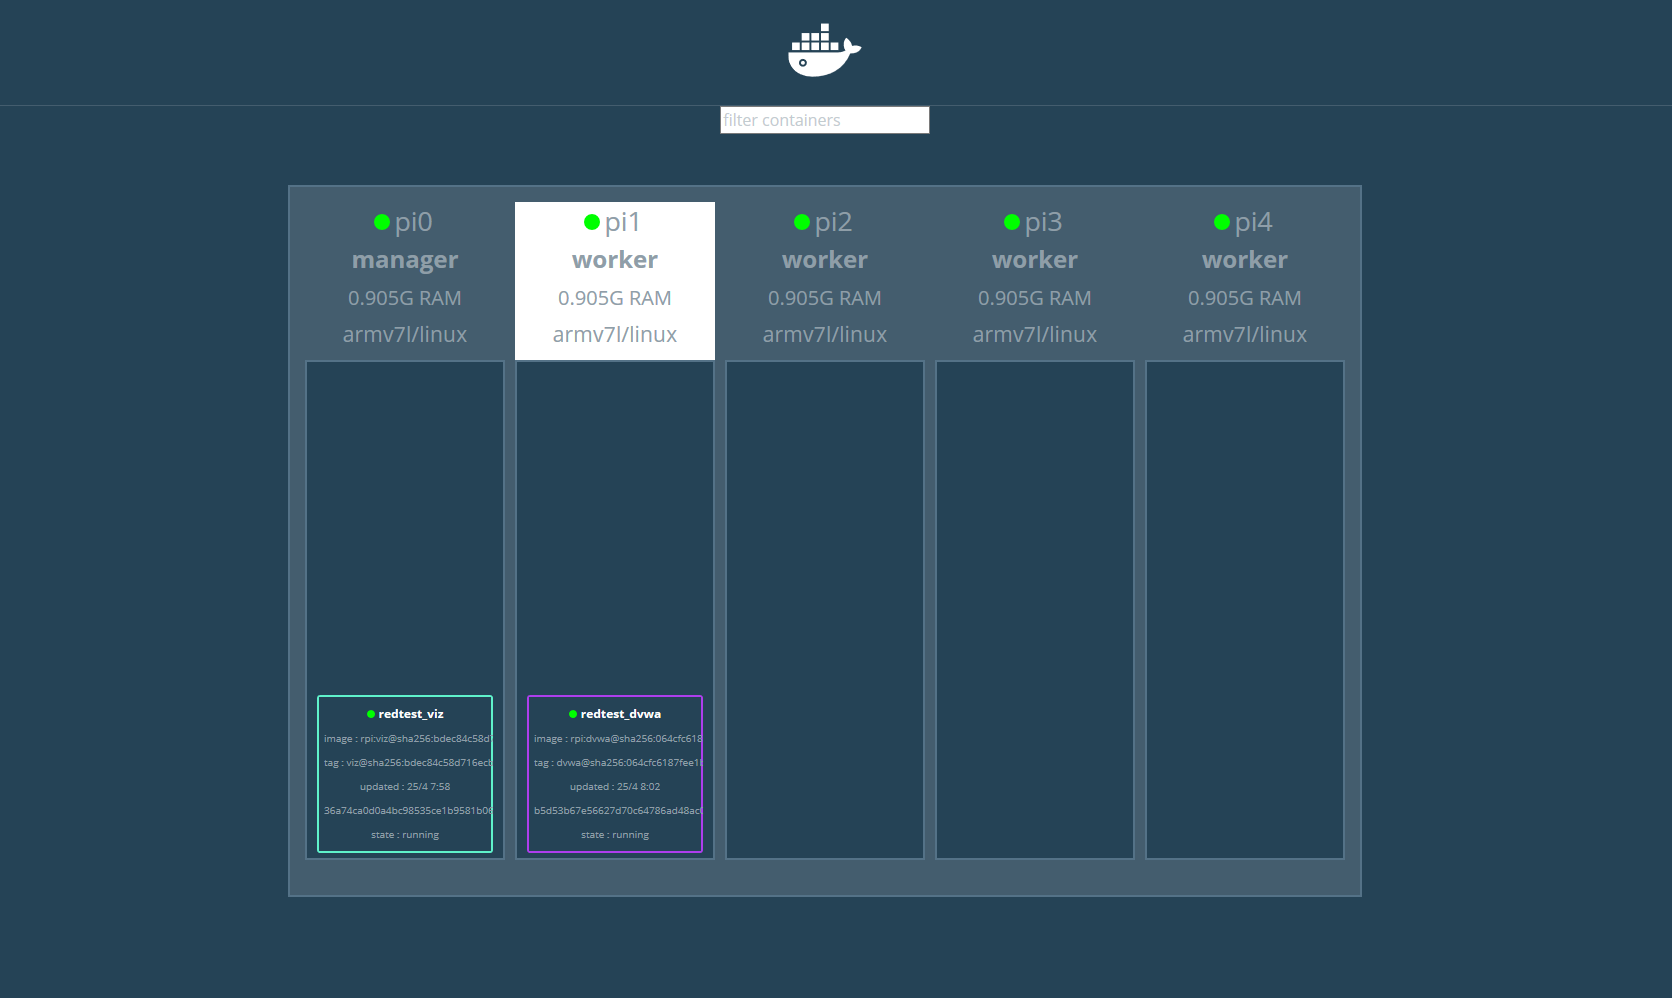 filter containers
pi0
manager
0.905G RAM
armv7l/linux
pi1
worker
0.905G RAM
armv7l/linux
pi2
worker
0.905G RAM
armv7l/linux
pi3
worker
0.905G RAM
armv7l/linux
pi4
worker
0.905G RAM
armv7l/linux
redtest_viz
image : rpi:viz@sha256:bdec84c58d
tag : viz@sha256:bdec84c58d716ec
updated : 25/4 7:58
36a74ca0d0a4bc98535ce1b9581b06
state : running
redtest_dvwa
image : rpi:dvwa@sha256:064cfc618
tag : dvwa@sha256:064cfc6187fee1
updated : 25/4 8:02
b5d53b67e56627d70c64786ad48ac
state : running